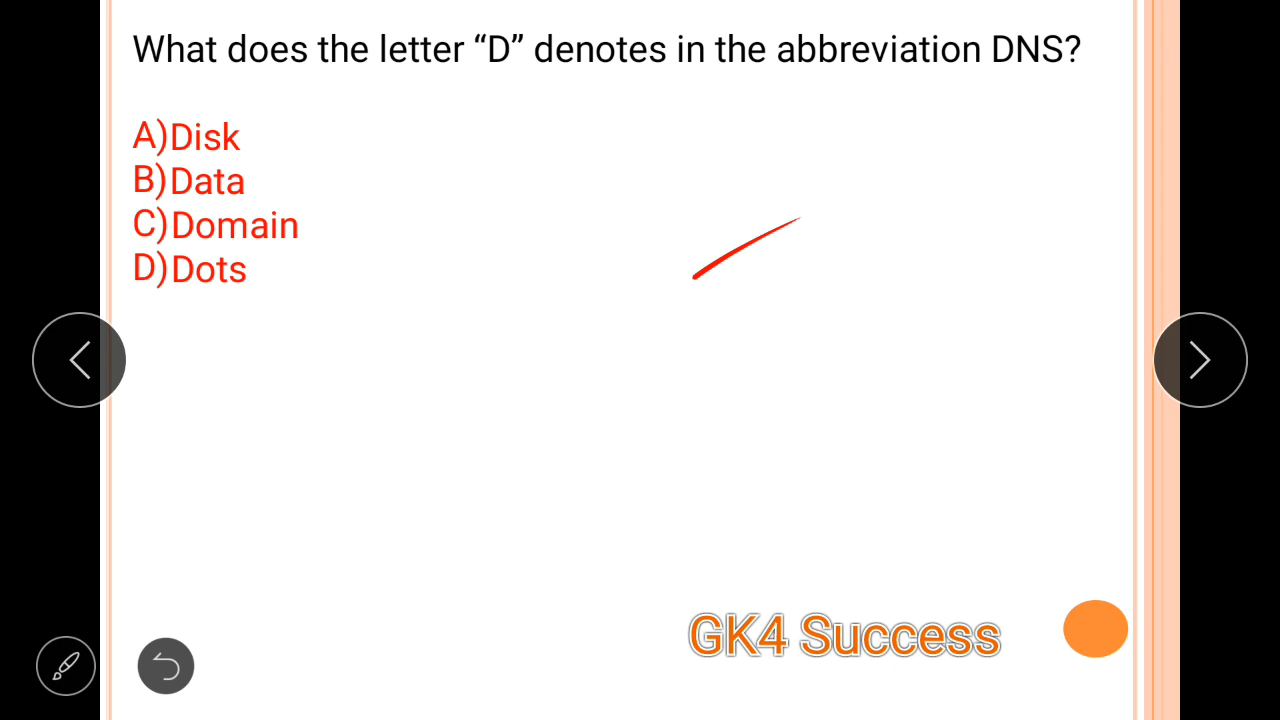 What does the letter “D” denotes in the abbreviation DNS?
A)Disk
B)Data
C)Domain
D)Dots
GK4 Success